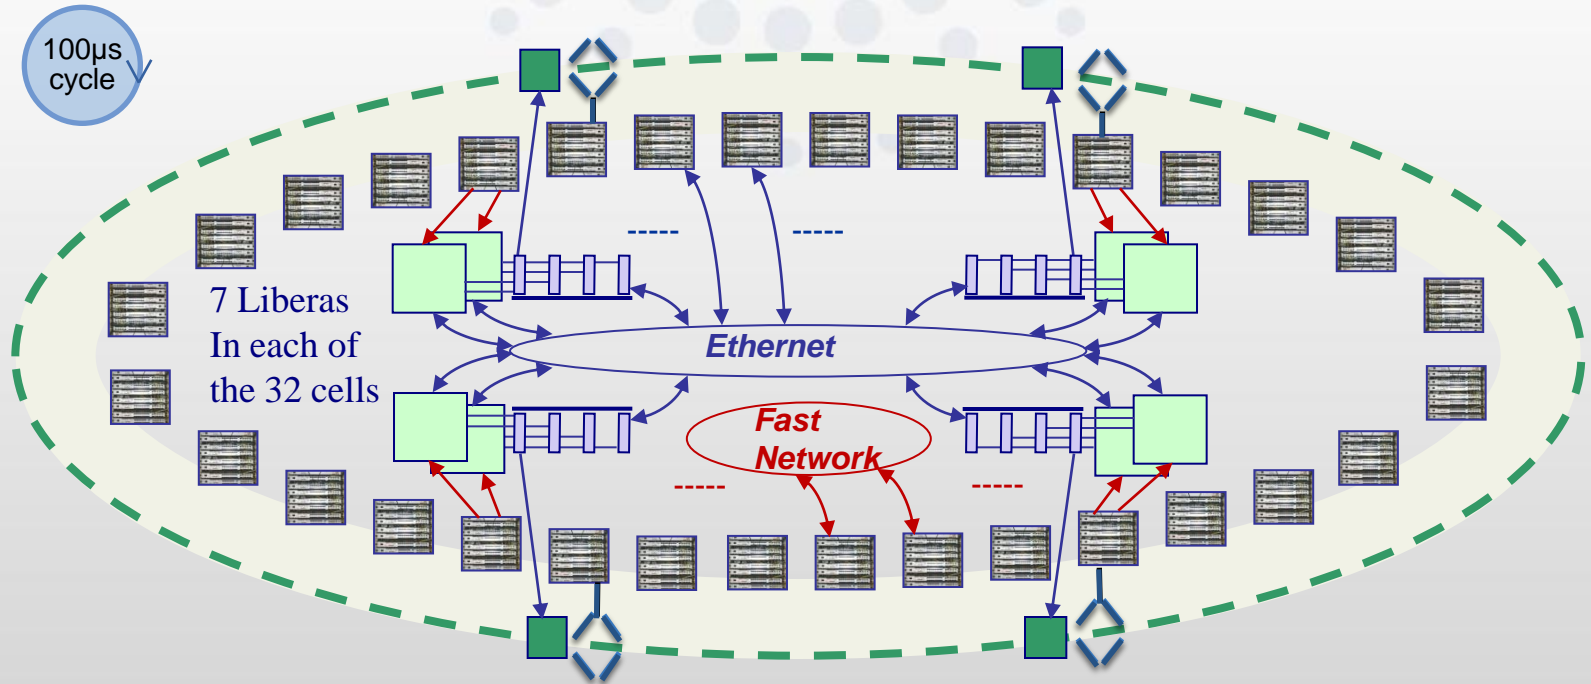 100µs
cycle
7 Liberas
In each of
the 32 cells
Ethernet
Fast
Network